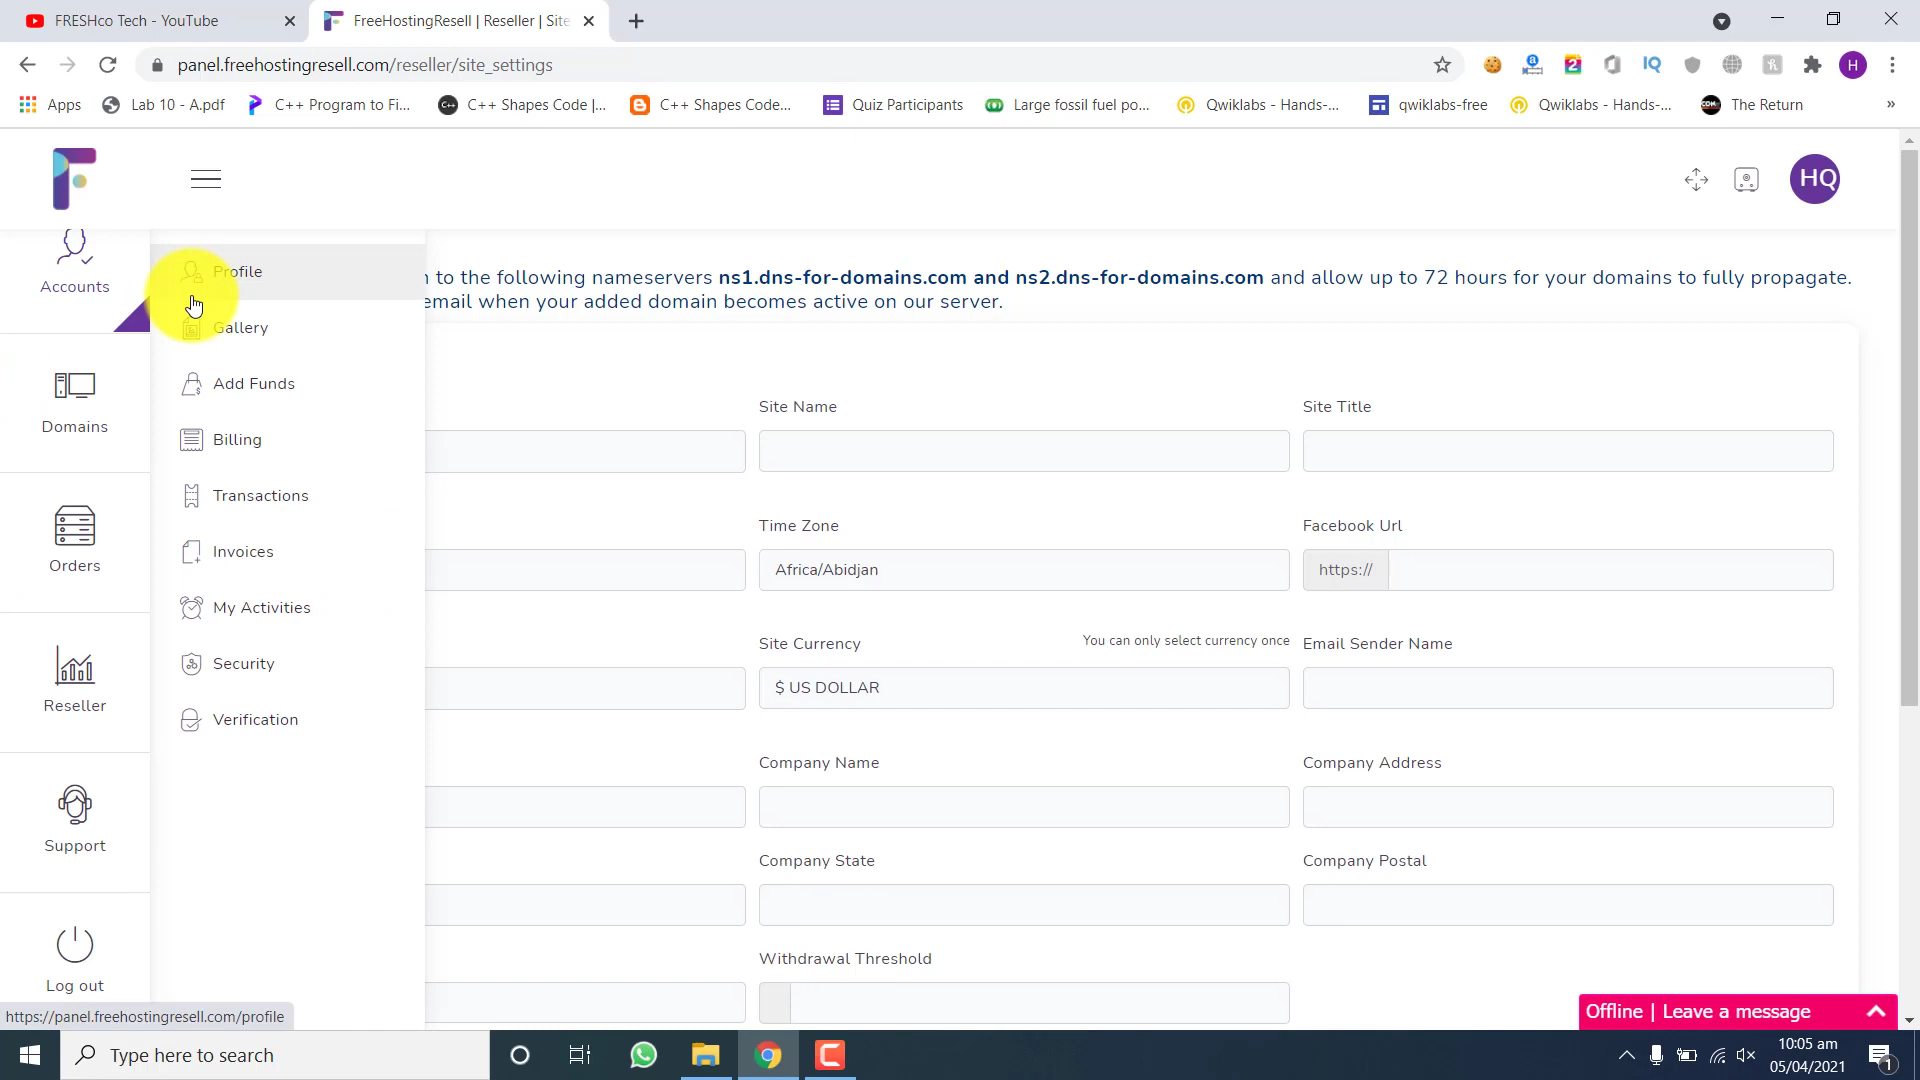 FRESHco Tech - YouTube
FreeHostingResell | Reseller | Site
panel.freehostingresell.com/reseller/site_settings
H
Apps
Lab 10 - A.pdf
C++ Program to Fi...
C++ Shapes Code |...
C++ Shapes Code...
Quiz Participants
Large fossil fuel po...
Qwiklabs - Hands-...
qwiklabs-free
Qwiklabs - Hands-...
The Return
»
HQ
Accounts
Domains
Orders
Reseller
Support
Log out
Profile
Gallery
Add Funds
Billing
Transactions
Invoices
My Activities
Security
Verification
to the following nameservers ns1.dns-for-domains.com and ns2.dns-for-domains.com and allow up to 72 hours for your domains to fully propagate.
email when your added domain becomes active on our server.
Site Name
Site Title
Time Zone
Africa/Abidjan
Facebook Url
https://
Site Currency
You can only select currency once
$ US DOLLAR
Email Sender Name
Company Name
Company Address
Company State
Company Postal
Withdrawal Threshold
Offline | Leave a message
https://panel.freehostingresell.com/profile
Type here to search
10:05 am
05/04/2021
1